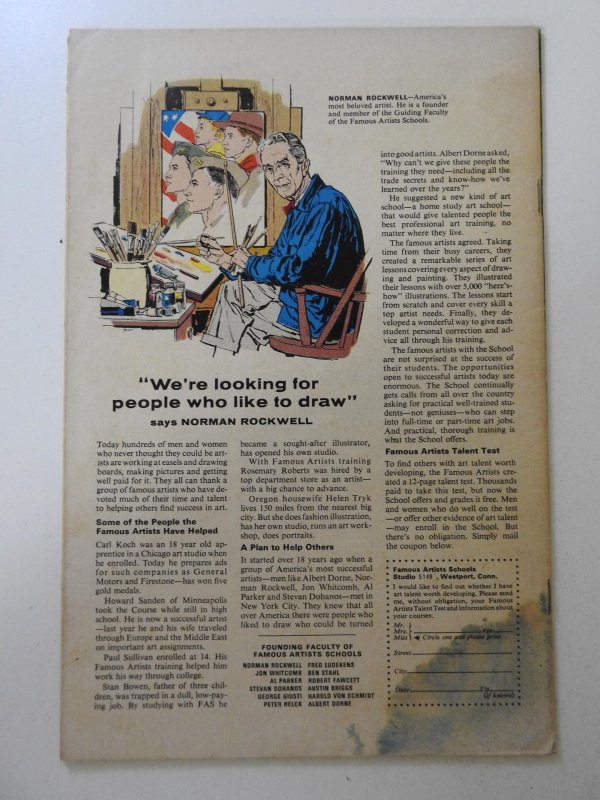 NORMAN ROCKWELL—America's
most beloved artist. He is a founder
and member of the Guiding Faculty
of the Famous Artists Schools.
"We're looking for
people who like to draw"
says NORMAN ROCKWELL
Today hundreds of men and women
who never thought they could be art-
ists are working at easels and drawing
boards, making pictures and getting
well paid for it. They all can thank a
group of famous artists who have de-
voted much of their time and talent
to helping others find success in art.
Some of the People the
Famous Artists Have Helped
Carl Koch was an 18 year old ap-
prentice in a Chicago art studio when
he enrolled. Today he prepares ads
for such companies as General
Motors and Firestone—has won five
gold medals.
Howard Sanden of Minneapolis
took the Course while still in high
school. He is now a successful artist
—last year he and his wife traveled
through Europe and the Middle East
on important art assignments.
Paul Sullivan enrolled at 14. His
Famous Artists training helped him
work his way through college.
Stan Bowen, father of three chil-
dren, was trapped in a dull, low-pay-
ing job. By studying with FAS he
became a sought-after illustrator,
has opened his own studio.
With Famous Artists training
Rosemary Roberts was hired by a
top department store as an artist—
with a big chance to advance.
Oregon housewife Helen Tryk
lives 150 miles from the nearest big
city. But she does fashion illustration,
has her own studio, runs an art work-
shop, does portraits.
A Plan to Help Others
It started over 18 years ago when a
group of America's most successful
artists—men like Albert Dorne, Nor-
man Rockwell, Jon Whitcomb, Al
Parker and Stevan Dohanos—met in
New York City. They knew that all
over America there were people who
liked to draw who could be turned
FOUNDING FACULTY OF
FAMOUS ARTISTS SCHOOLS
NORMAN ROCKWELL FRED LUDEKENS
JON WHITCOMB BEN STAHL
AL PARKER ROBERT FAWCETT
STEVAN DOHANOS AUSTIN BRIGGS
GEORGE GIUSTI HAROLD VON SCHMIDT
PETER HELCK ALBERT DORNE
into good artists. Albert Dorne asked,
"Why can't we give these people the
training they need—including all the
trade secrets and know-how we've
learned over the years?"
He suggested a new kind of art
school—a home study art school—
that would give talented people the
best professional art training, no
matter where they live.
The famous artists agreed. Taking
time from their busy careers, they
created a remarkable series of art
lessons covering every aspect of draw-
ing and painting. They illustrated
their lessons with over 5,000 "here's-
how" illustrations. The lessons start
from scratch and cover every skill a
top artist needs. Finally, they de-
veloped a wonderful way to give each
student personal correction and ad-
vice all through his training.
The famous artists with the School
are not surprised at the success of
their students. The opportunities
open to successful artists today are
enormous. The School continually
gets calls from all over the country
asking for practical well-trained stu-
dents—not geniuses—who can step
into full-time or part-time art jobs.
And practical, thorough training is
what the School offers.
Famous Artists Talent Test
To find others with art talent worth
developing, the Famous Artists cre-
ated a 12-page talent test. Thousands
paid to take this test, but now the
School offers and grades it free. Men
and women who do well on the test
—or offer other evidence of art talent
—may enroll in the School. But
there's no obligation. Simply mail
the coupon below.
Famous Artists Schools
Studio 5149, Westport, Conn.
I would like to find out whether I have
art talent worth developing. Please send
me, without obligation, your Famous
Artists Talent Test and information about
your courses.
Mr.
Mrs. Age
Miss Circle one and please print
Street
City
State Zip
(if known)